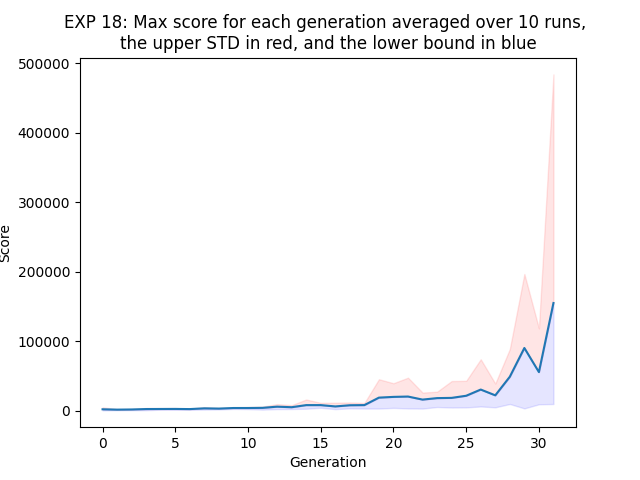 EXP 18: Max score for each generation averaged over 10 runs,
the upper STD in red, and the lower bound in blue
500000
400000
300000
200000
100000
0
Score
0 5 10 15 20 25 30
Generation